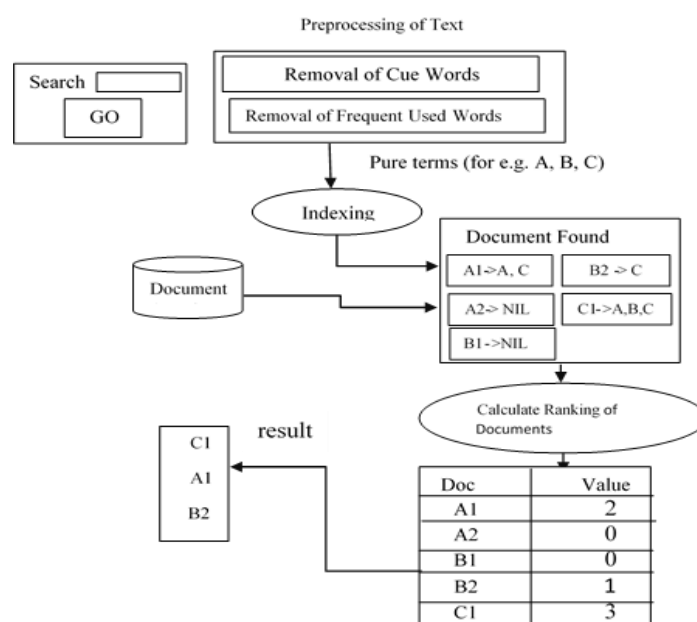 Preprocessing of Text
Search
GO
Removal of Cue Words
Removal of Frequent Used Words
Pure terms (for e.g. A, B, C)
Indexing
Document
Document Found
A1->A, C
B2 -> C
A2-> NIL
C1->A,B,C
B1->NIL
Calculate Ranking of
Documents
Doc Value
A1 2
A2 0
B1 0
B2 1
C1 3
result
C1
A1
B2